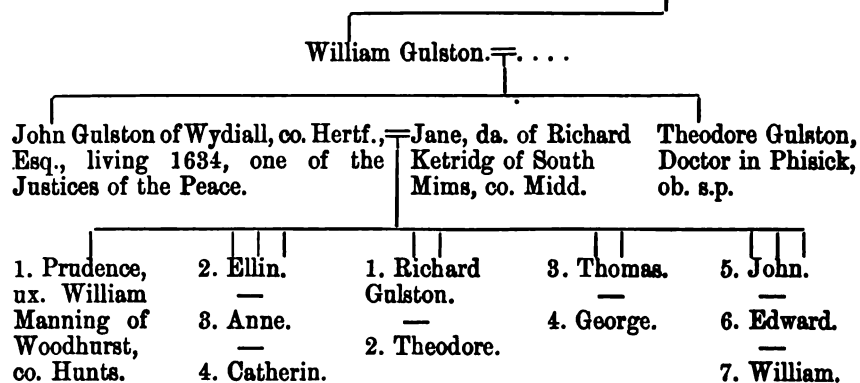 William Gulston.=. . . .
John Gulston of Wydiall, co. Hertf.,=Jane, da. of Richard
Esq., living 1634, one of the
Justices of the Peace.
Ketridg of South
Mims, co. Midd.
Theodore Gulston,
Doctor in Phisick,
ob. s.p.
1. Prudence,
ux. William
Manning of
Woodhurst,
co. Hunts.
2. Ellin.
—
3. Anne.
—
4. Catherin.
1. Richard
Gulston.
—
2. Theodore.
3. Thomas.
—
4. George.
5. John.
—
6. Edward.
—
7. William.